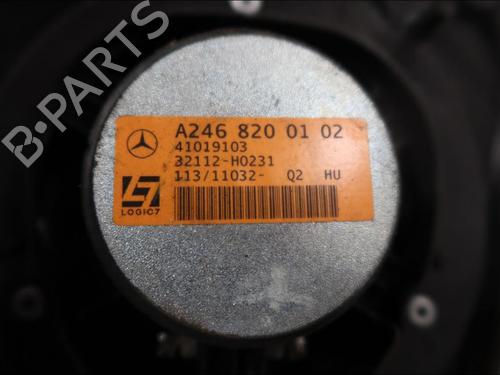 B-PARTS
A246 820 01 02
41019103
32112-H0231
113/11032- Q2 HU
LOGIC7